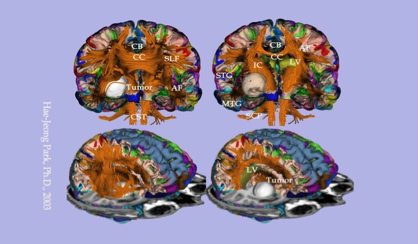 CB
CC
SLF
Tumor
AF
CST
CB
CC
AF
IC
LV
STG
MTG
SCP
LV
Tumor
Hae-Jeong Park, Ph.D., 2003